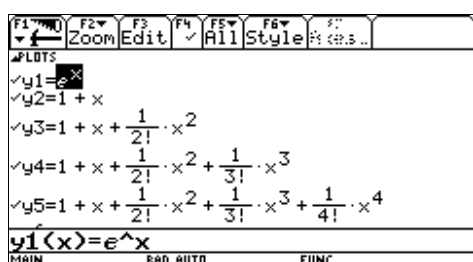 F1 F2 Zoom F3 Edit F4 ✓ F5 All F6 Style
PLOTS
✓y1=e^x
✓y2=1 + x
✓y3=1 + x + 1/2! · x^2
✓y4=1 + x + 1/2! · x^2 + 1/3! · x^3
✓y5=1 + x + 1/2! · x^2 + 1/3! · x^3 + 1/4! · x^4
y1(x)=e^x
MAIN RAD AUTO FUNC